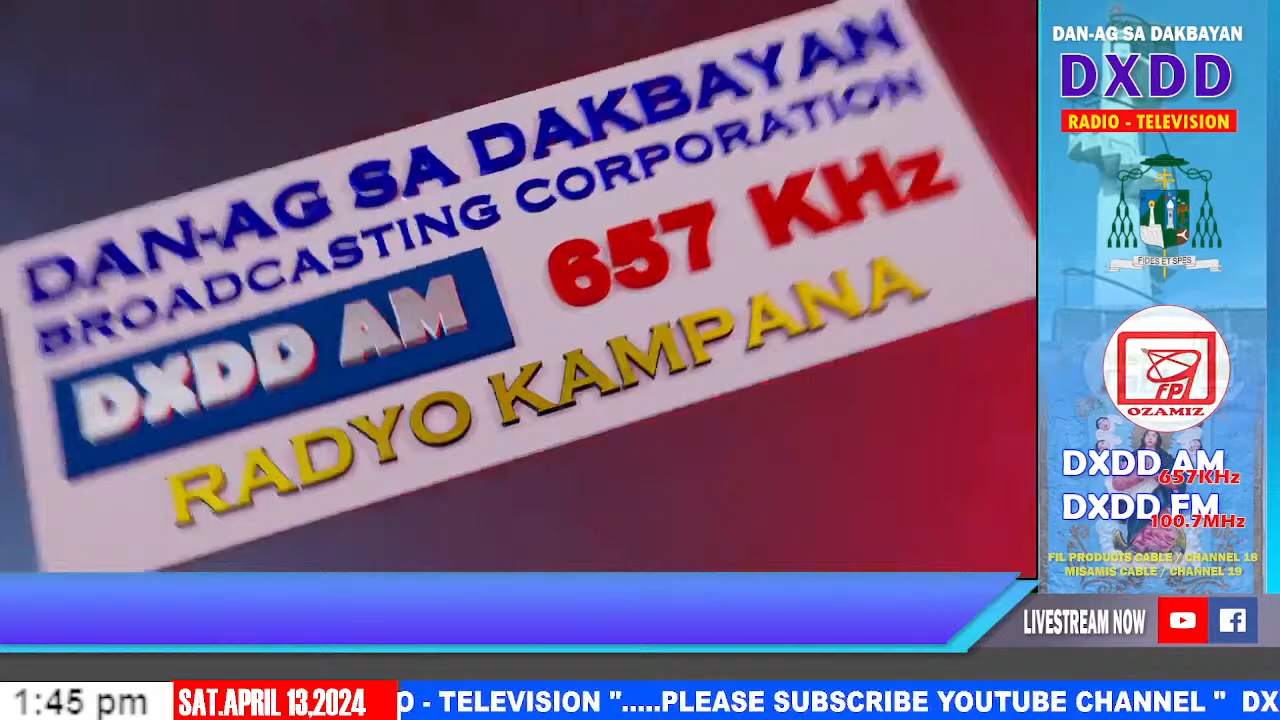 DAN-AG SA DAKBAYAN
BROADCASTING CORPORATION
DXDD AM
657 KHz
RADYO KAMPANA
DAN-AG SA DAKBAYAN
DXDD
RADIO - TELEVISION
FIDES ET SPES
FP
OZAMIZ
DXDD AM
657KHz
DXDD FM
100.7MHz
FIL PRODUCTS CABLE / CHANNEL 18
MISAMIS CABLE / CHANNEL 19
LIVESTREAM NOW
1:45 pm
SAT.APRIL 13,2024
O - TELEVISION ".....PLEASE SUBSCRIBE YOUTUBE CHANNEL " DX